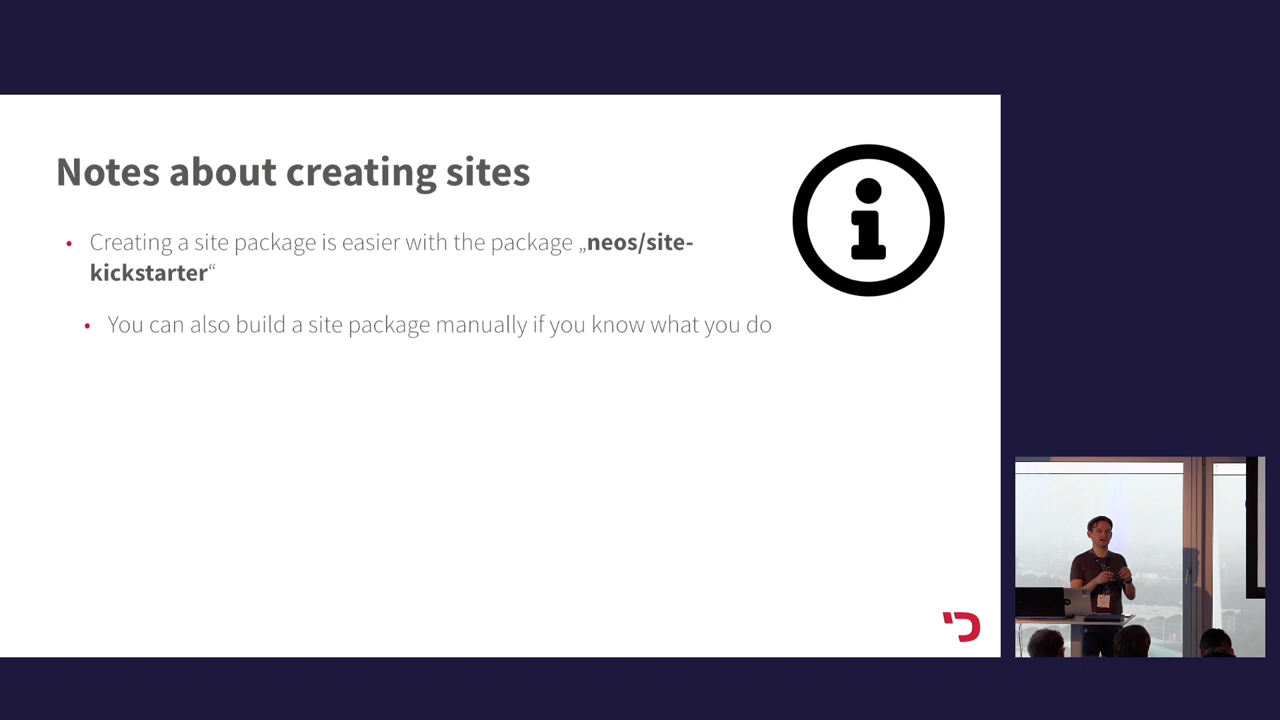 Notes about creating sites
• Creating a site package is easier with the package „neos/site-
kickstarter“
• You can also build a site package manually if you know what you do